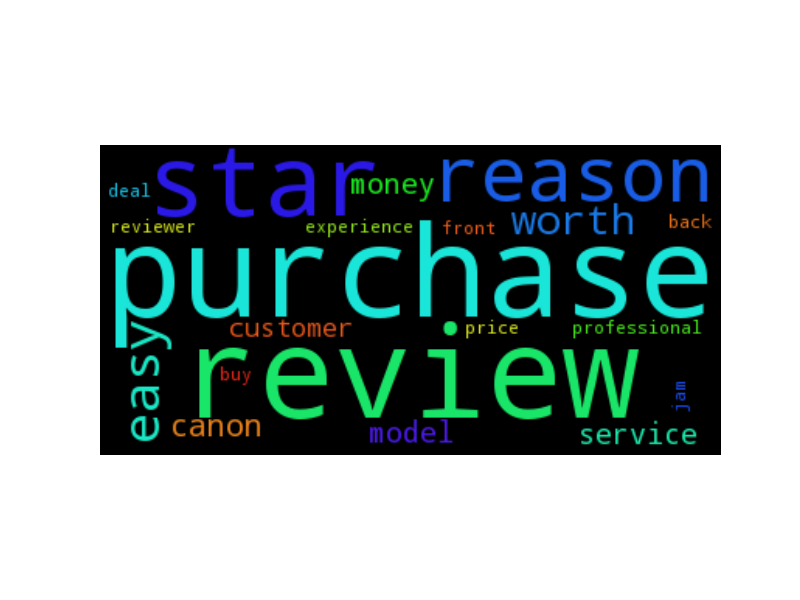 star
reason
money
deal
worth
back
reviewer
experience
front
purchase
customer
price
professional
easy
review
buy
jam
canon
model
service